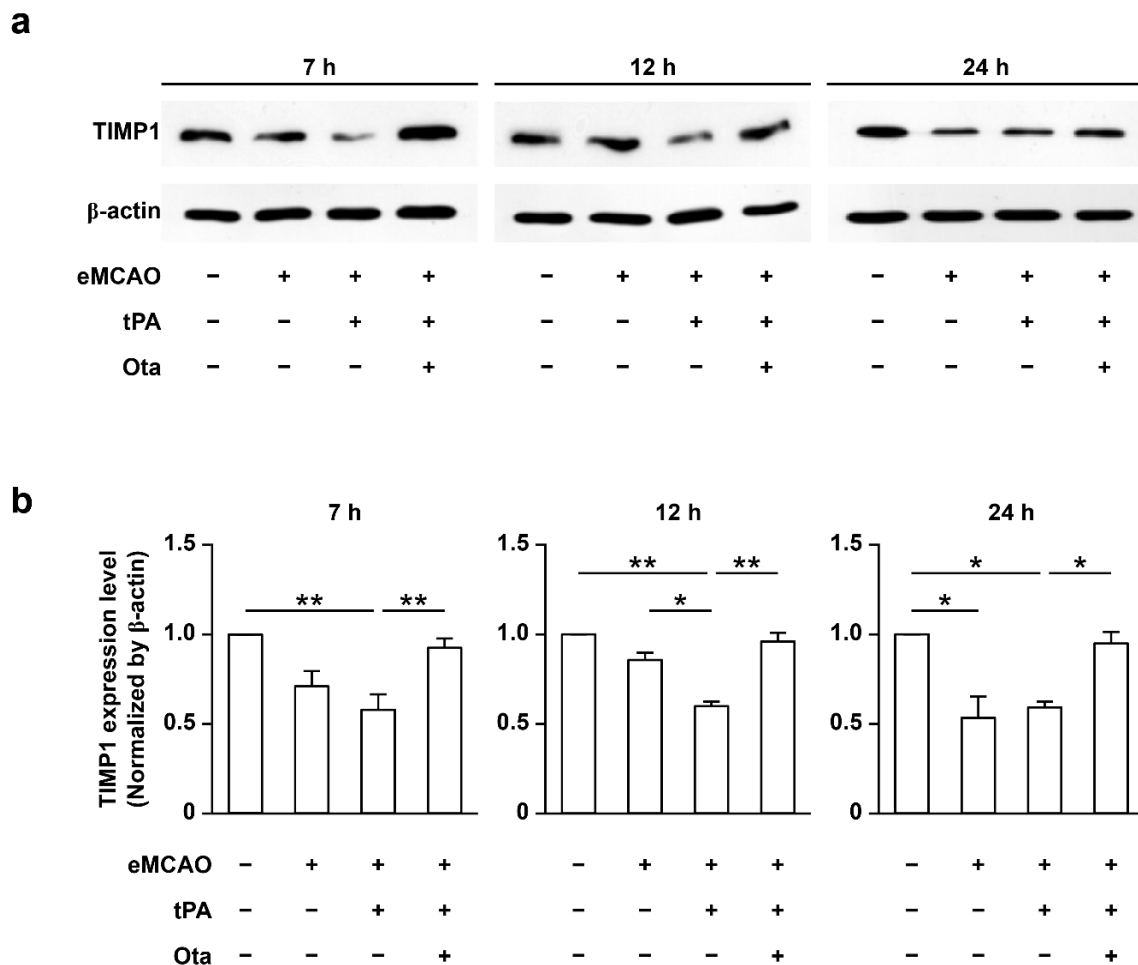 a
7 h 12 h 24 h
TIMP1
β-actin
eMCAO − + + + − + + + − + + +
tPA − − + + − − + + − − + +
Ota − − − + − − − + − − − +
b
7 h 12 h 24 h
TIMP1 expression level
(Normalized by β-actin)
1.5 1.5 1.5
** ** ** ** * *
* *
1.0 1.0 1.0
0.5 0.5 0.5
0 0 0
eMCAO − + + + − + + + − + + +
tPA − − + + − − + + − − + +
Ota − − − + − − − + − − − +